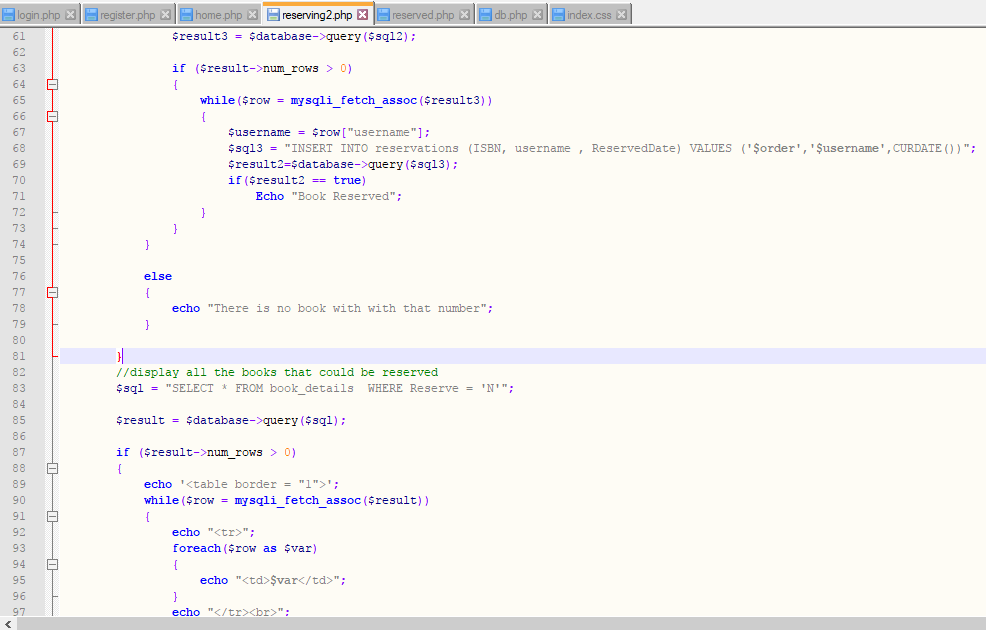 login.php register.php home.php reserving2.php reserved.php db.php index.css
61 $result3 = $database->query($sql2);
62
63 if ($result->num_rows > 0)
64 {
65 while($row = mysqli_fetch_assoc($result3))
66 {
67 $username = $row["username"];
68 $sql3 = "INSERT INTO reservations (ISBN, username , ReservedDate) VALUES ('$order','$username',CURDATE())";
69 $result2=$database->query($sql3);
70 if($result2 == true)
71 Echo "Book Reserved";
72 }
73 }
74 }
75
76 else
77 {
78 echo "There is no book with with that number";
79 }
80
81 }
82 //display all the books that could be reserved
83 $sql = "SELECT * FROM book_details  WHERE Reserve = 'N'";
84
85 $result = $database->query($sql);
86
87 if ($result->num_rows > 0)
88 {
89 echo '<table border = "1">';
90 while($row = mysqli_fetch_assoc($result))
91 {
92 echo "<tr>";
93 foreach($row as $var)
94 {
95 echo "<td>$var</td>";
96 }
97 echo "</tr><br>";